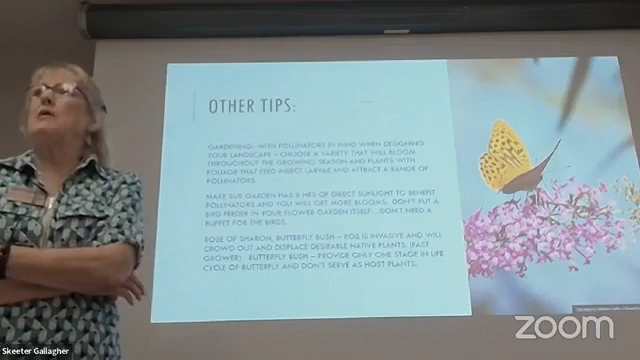 OTHER TIPS:
GARDENING: WITH POLLINATORS IN MIND WHEN DESIGNING
YOUR LANDSCAPE – CHOOSE A VARIETY THAT WILL BLOOM
THROUGHOUT THE GROWING SEASON AND PLANTS WITH
FOLIAGE THAT FEED INSECT LARVAE AND ATTRACT A RANGE OF
POLLINATORS.
MAKE SUE GARDEN HAS 6 HRS OF DIRECT SUNLIGHT TO BENEFIT
POLLINATORS AND YOU WILL GET MORE BLOOMS. DON'T PUT A
BIRD FEEDER IN YOUR FLOWER GARDEN ITSELF....DON'T NEED A
BUFFET FOR THE BIRDS.
ROSE OF SHARON, BUTTERFLY BUSH – ROS IS INVASIVE AND WILL
CROWD OUT AND DISPLACE DESIRABLE NATIVE PLANTS. (FAST
GROWER). BUTTERFLY BUSH – PROVIDE ONLY ONE STAGE IN LIFE
CYCLE OF BUTTERFLY AND DON'T SERVE AS HOST PLANTS.
zoom
Skeeter Gallagher